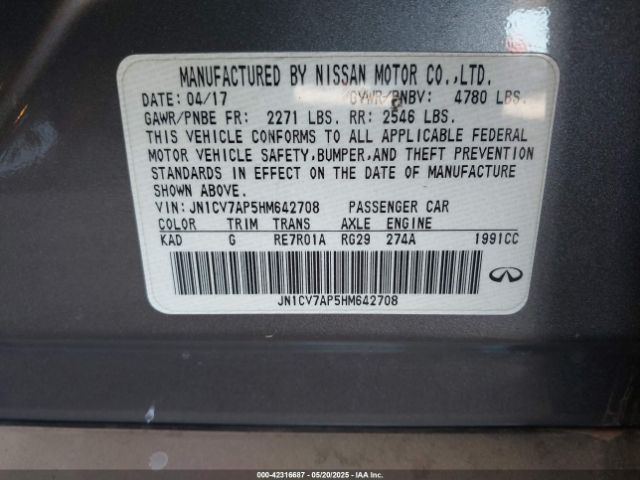 MANUFACTURED BY NISSAN MOTOR CO.,LTD.
DATE: 04/17 GVWR/PNBV: 4780 LBS.
GAWR/PNBE FR: 2271 LBS. RR: 2546 LBS.
THIS VEHICLE CONFORMS TO ALL APPLICABLE FEDERAL
MOTOR VEHICLE SAFETY,BUMPER,AND THEFT PREVENTION
STANDARDS IN EFFECT ON THE DATE OF MANUFACTURE
SHOWN ABOVE.
VIN: JN1CV7AP5HM642708 PASSENGER CAR
COLOR TRIM TRANS AXLE ENGINE
KAD G RE7R01A RG29 274A 1991CC
JN1CV7AP5HM642708
000-42316687 - 05/20/2025 - IAAI.COM